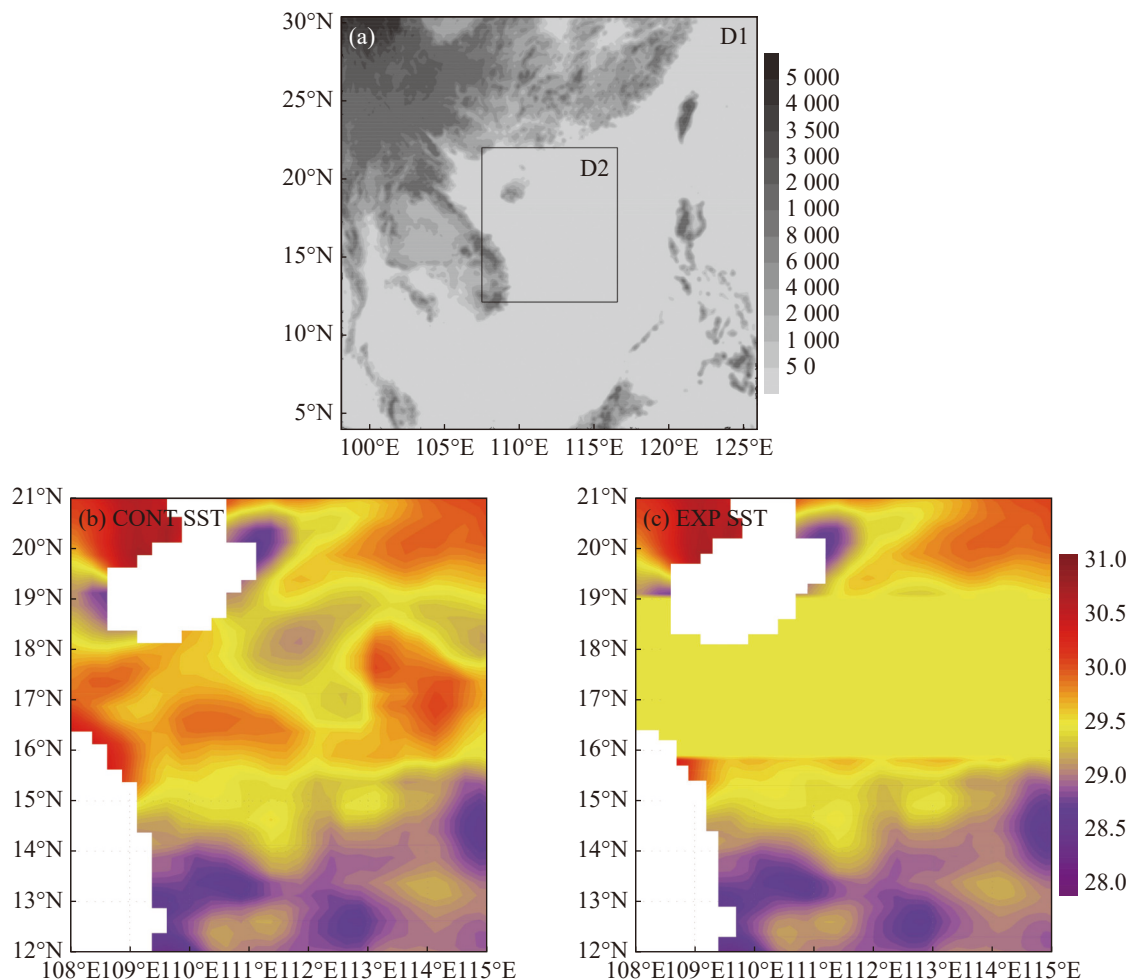 30°N
(a)
D1
25°N
20°N
D2
15°N
10°N
5°N
100°E 105°E 110°E 115°E 120°E 125°E
5 000
4 000
3 500
3 000
2 000
1 000
8 000
6 000
4 000
2 000
1 000
5 0
21°N
(b) CONT SST
20°N
19°N
18°N
17°N
16°N
15°N
14°N
13°N
12°N
108°E109°E110°E111°E112°E113°E114°E115°E
21°N
(c) EXP SST
20°N
19°N
18°N
17°N
16°N
15°N
14°N
13°N
12°N
108°E109°E110°E111°E112°E113°E114°E115°E
31.0
30.5
30.0
29.5
29.0
28.5
28.0